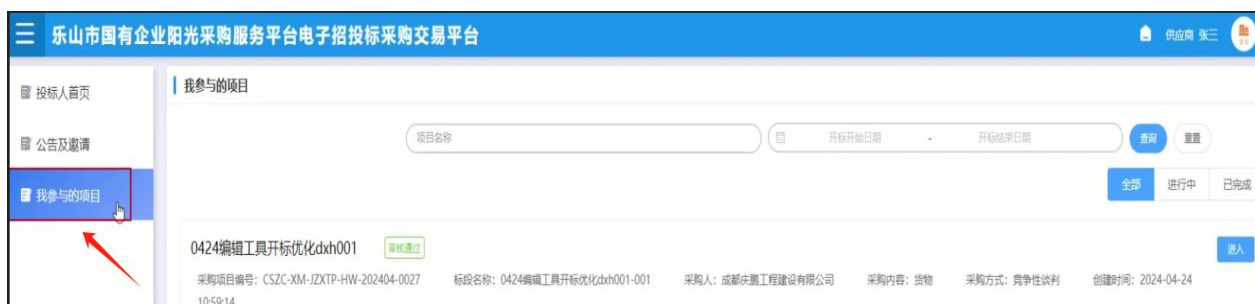 乐山市国有企业阳光采购服务平台电子招投标采购交易平台
供应商 张三
投标人首页
公告及邀请
我参与的项目
我参与的项目
项目名称
开标开始日期 - 开标结束日期
查询 重置
全部 进行中 已完成
0424编辑工具开标优化dxh001 审核通过
进入
采购项目编号：CSZC-XM-JZXTP-HW-202404-0027 标段名称：0424编辑工具开标优化dxh001-001 采购人：成都庆鹏工程建设有限公司 采购内容：货物 采购方式：竞争性谈判 创建时间：2024-04-24
10:59:14